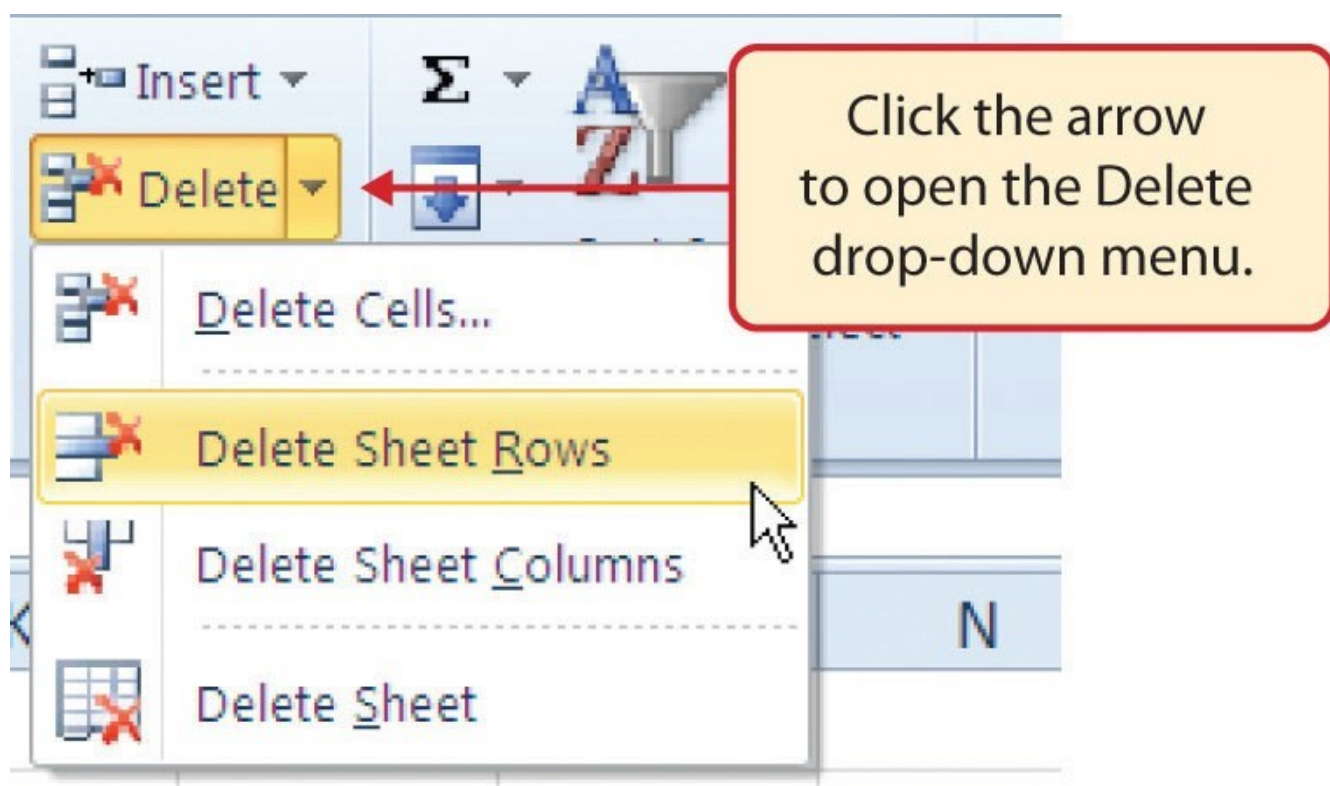 Insert
Σ
A
Z
Delete
Click the arrow
to open the Delete
drop-down menu.
Delete Cells...
Delete Sheet Rows
Delete Sheet Columns
N
Delete Sheet